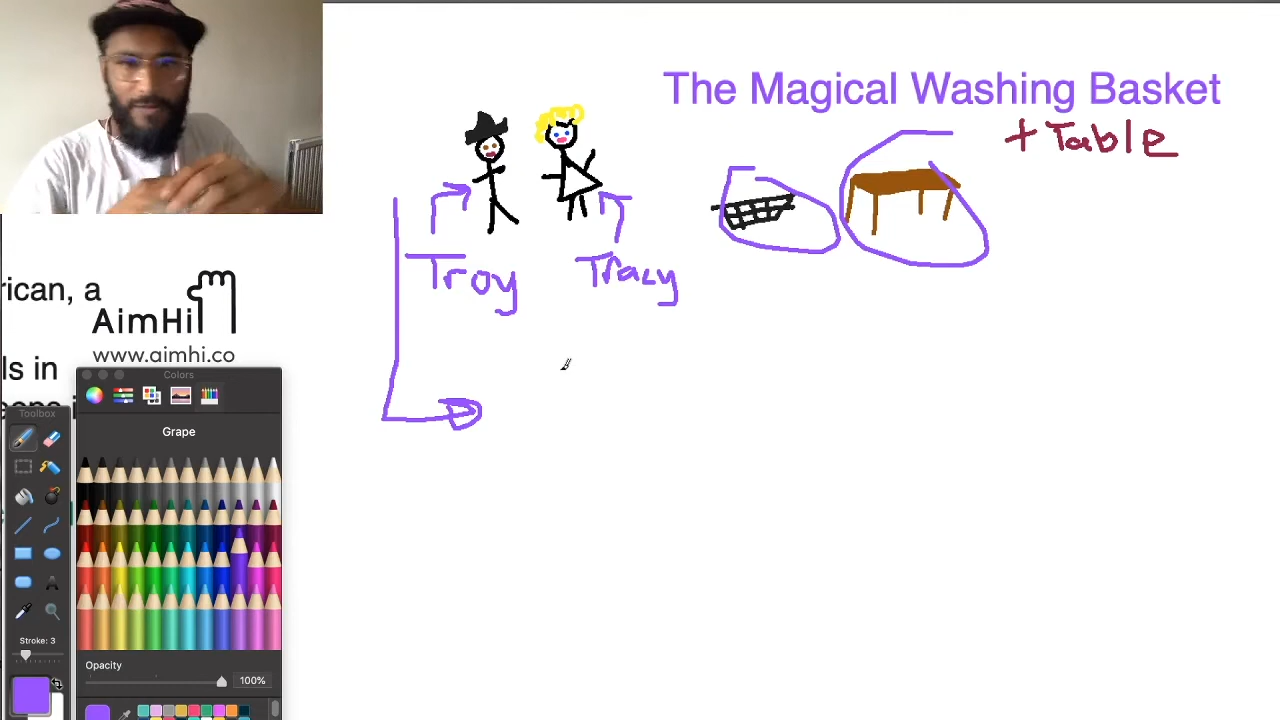 The Magical Washing Basket
+ Table
Troy
Tracy
rican, a
AimHi
www.aimhi.co
ls in
Colors
Toolbox
Grape
Stroke: 3
Opacity
100%